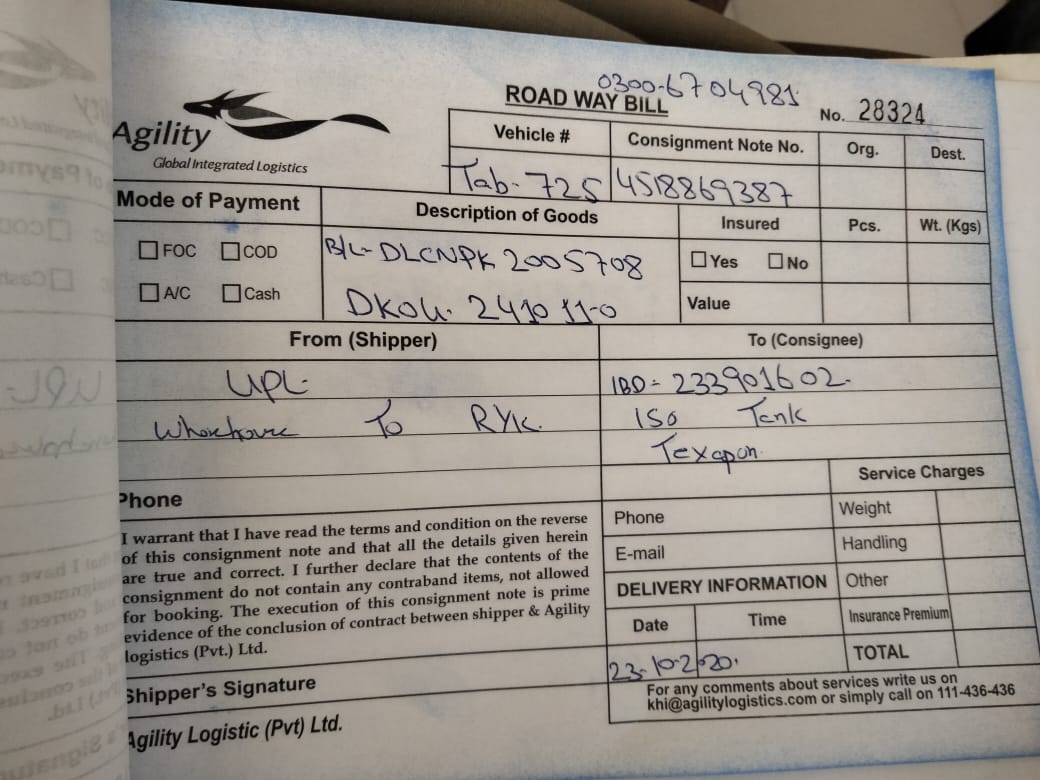 0300-6704981
ROAD WAY BILL
No. 28324
Agility
Global Integrated Logistics
Vehicle #
Consignment Note No.
Org.
Dest.
Tab-725
4518869387
Mode of Payment
Description of Goods
Insured
Pcs.
Wt. (Kgs)
FOC
COD
B/L-DLCNPK 2005708
Yes
No
A/C
Cash
DKOU. 241011-0
Value
From (Shipper)
To (Consignee)
UPL-
IBD- 233901602-
To RYK.
ISO Tank
Texapon
Phone
Service Charges
I warrant that I have read the terms and condition on the reverse
of this consignment note and that all the details given herein
are true and correct. I further declare that the contents of the
consignment do not contain any contraband items, not allowed
for booking. The execution of this consignment note is prime
evidence of the conclusion of contract between shipper & Agility
logistics (Pvt.) Ltd.
Phone
Weight
E-mail
Handling
DELIVERY INFORMATION
Other
Date
Time
Insurance Premium
23-10-2020.
TOTAL
Shipper's Signature
For any comments about services write us on
khi@agilitylogistics.com or simply call on 111-436-436
Agility Logistic (Pvt) Ltd.